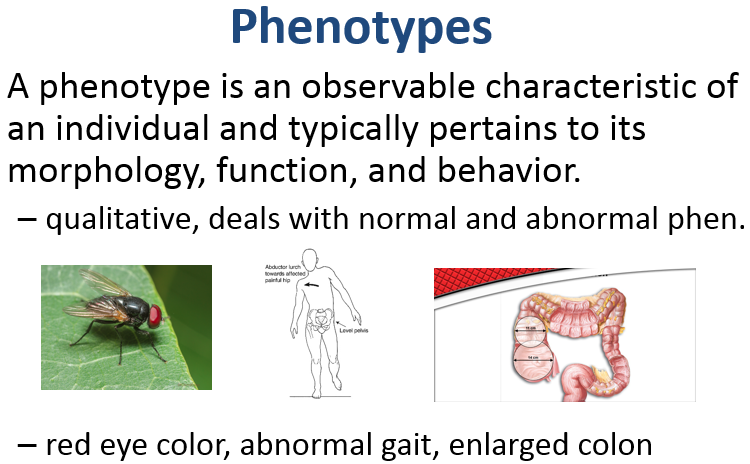 Phenotypes
A phenotype is an observable characteristic of
an individual and typically pertains to its
morphology, function, and behavior.
– qualitative, deals with normal and abnormal phen.
Abductor lurch
towards affected
painful hip
Level pelvis
14 cm
– red eye color, abnormal gait, enlarged colon